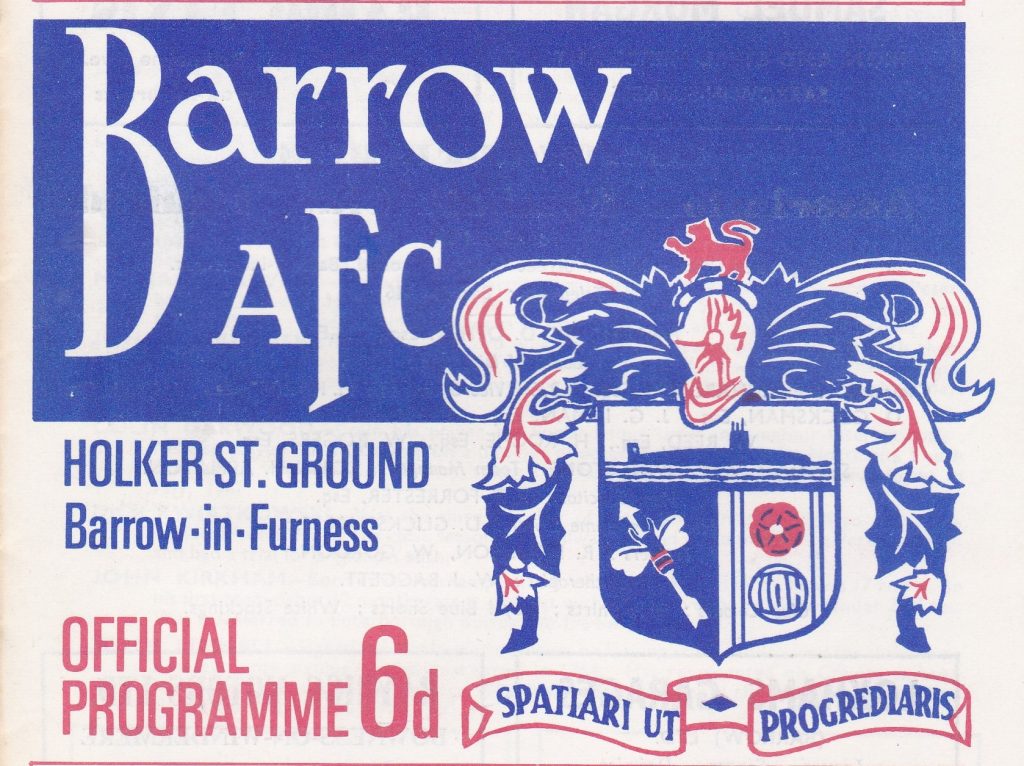 Barrow
AFC
HOLKER ST. GROUND
Barrow-in-Furness
OFFICIAL
PROGRAMME 6d
SPATIARI UT PROGREDIARIS